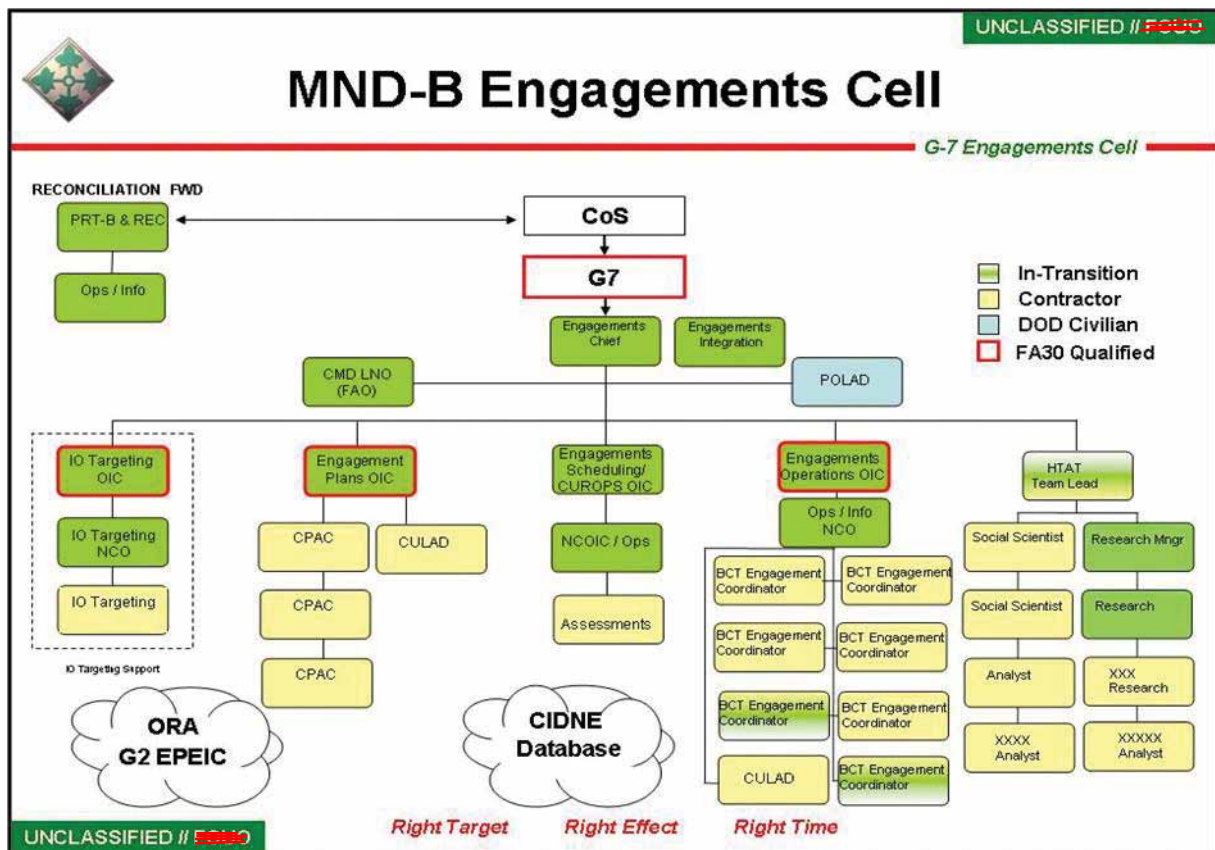 UNCLASSIFIED // FOUO
MND-B Engagements Cell
G-7 Engagements Cell
RECONCILIATION FWD
PRT-B & REC
Ops / Info
CoS
G7
Engagements
Chief
Engagements
Integration
In-Transition
Contractor
DOD Civilian
FA30 Qualified
CMD LNO
(FAO)
POLAD
IO Targeting
OIC
IO Targeting
NCO
IO Targeting
IO Targeting Support
Engagement
Plans OIC
CPAC
CULAD
CPAC
CPAC
Engagements
Scheduling/
CUROPS OIC
NCOIC / Ops
Assessments
Engagements
Operations OIC
Ops / Info
NCO
BCT Engagement
Coordinator
BCT Engagement
Coordinator
BCT Engagement
Coordinator
BCT Engagement
Coordinator
BCT Engagement
Coordinator
BCT Engagement
Coordinator
CULAD
BCT Engagement
Coordinator
HTAT
Team Lead
Social Scientist
Research Mngr
Social Scientist
Research
Analyst
XXX
Research
XXXX
Analyst
XXXXX
Analyst
ORA
G2 EPEIC
CIDNE
Database
Right Target Right Effect Right Time
UNCLASSIFIED // FOUO